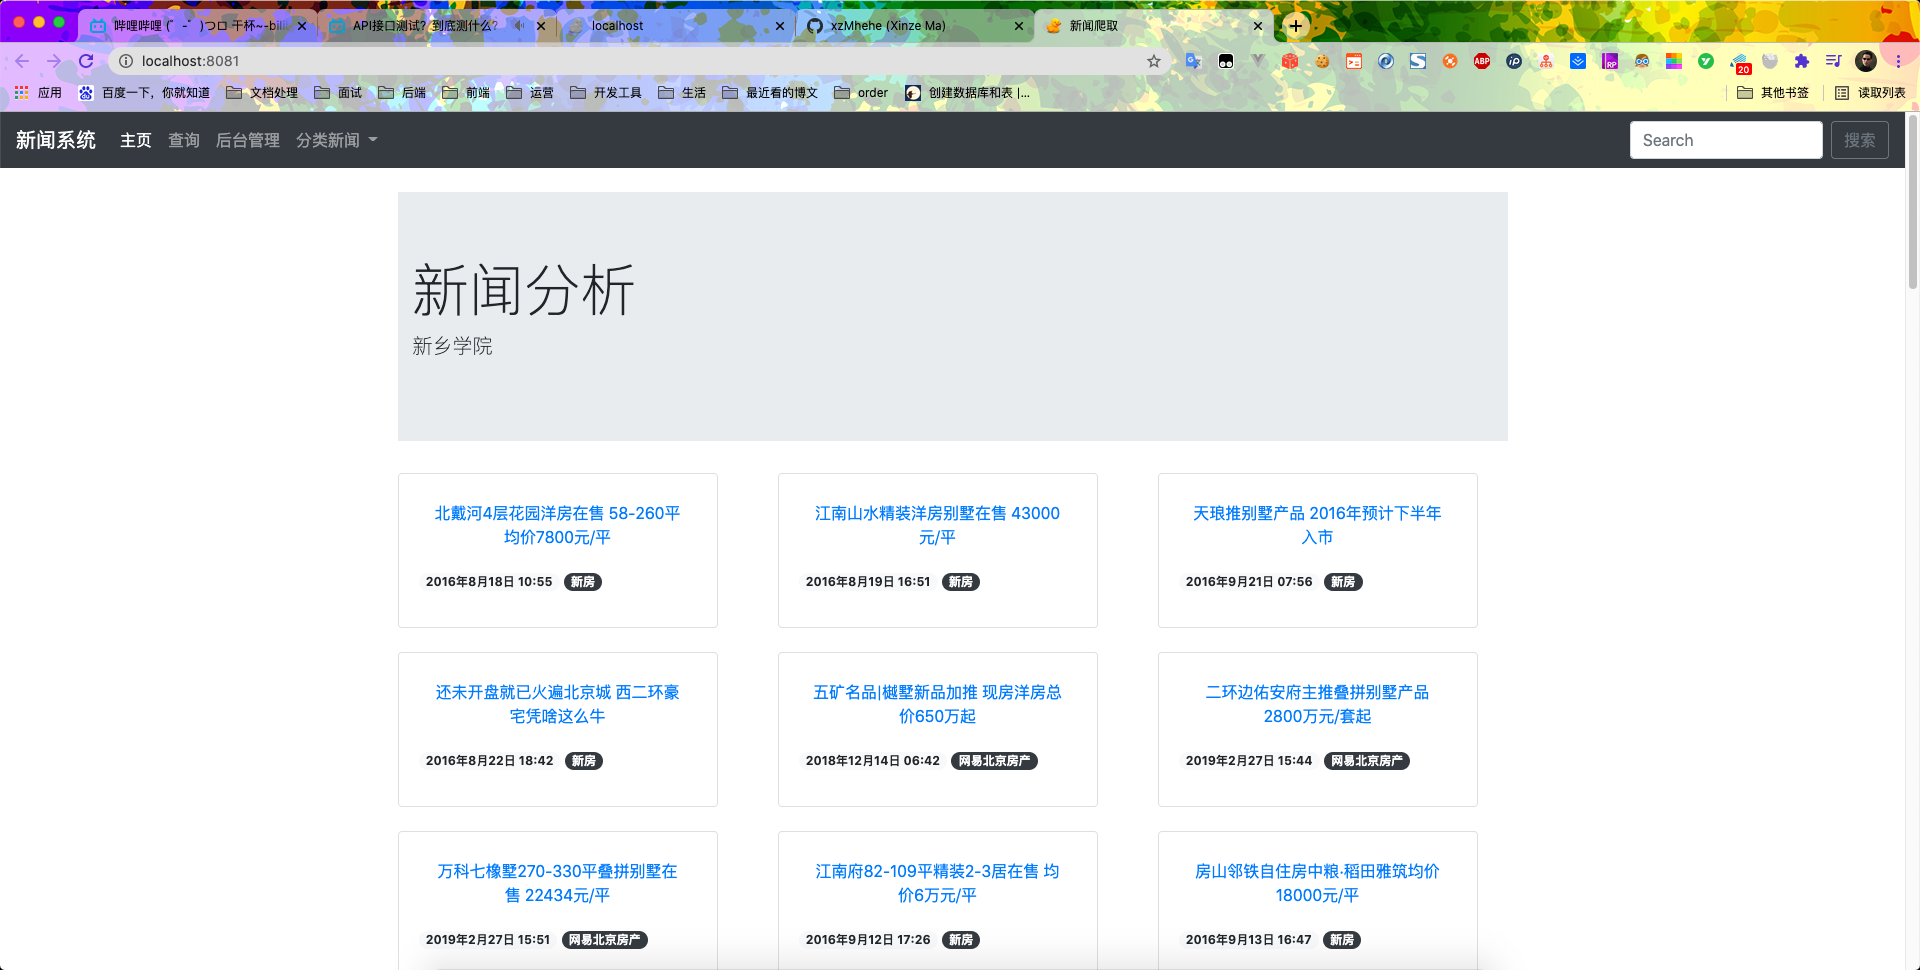 哔哩哔哩 (゜-゜)つロ 干杯~-bili
API接口测试？到底测什么？
localhost
xzMhehe (Xinze Ma)
新闻爬取
localhost:8081
ABP
iP
RP
20
应用
百度一下，你就知道
文档处理
面试
后端
前端
运营
开发工具
生活
最近看的博文
order
创建数据库和表 |...
其他书签
读取列表
新闻系统
主页
查询
后台管理
分类新闻
Search
搜索
新闻分析
新乡学院
北戴河4层花园洋房在售 58-260平
均价7800元/平
2016年8月18日 10:55 新房
江南山水精装洋房别墅在售 43000
元/平
2016年8月19日 16:51 新房
天琅推别墅产品 2016年预计下半年
入市
2016年9月21日 07:56 新房
还未开盘就已火遍北京城 西二环豪
宅凭啥这么牛
2016年8月22日 18:42 新房
五矿名品|樾墅新品加推 现房洋房总
价650万起
2018年12月14日 06:42 网易北京房产
二环边佑安府主推叠拼别墅产品
2800万元/套起
2019年2月27日 15:44 网易北京房产
万科七橡墅270-330平叠拼别墅在
售 22434元/平
2019年2月27日 15:51 网易北京房产
江南府82-109平精装2-3居在售 均
价6万元/平
2016年9月12日 17:26 新房
房山邻铁自住房中粮·稻田雅筑均价
18000元/平
2016年9月13日 16:47 新房